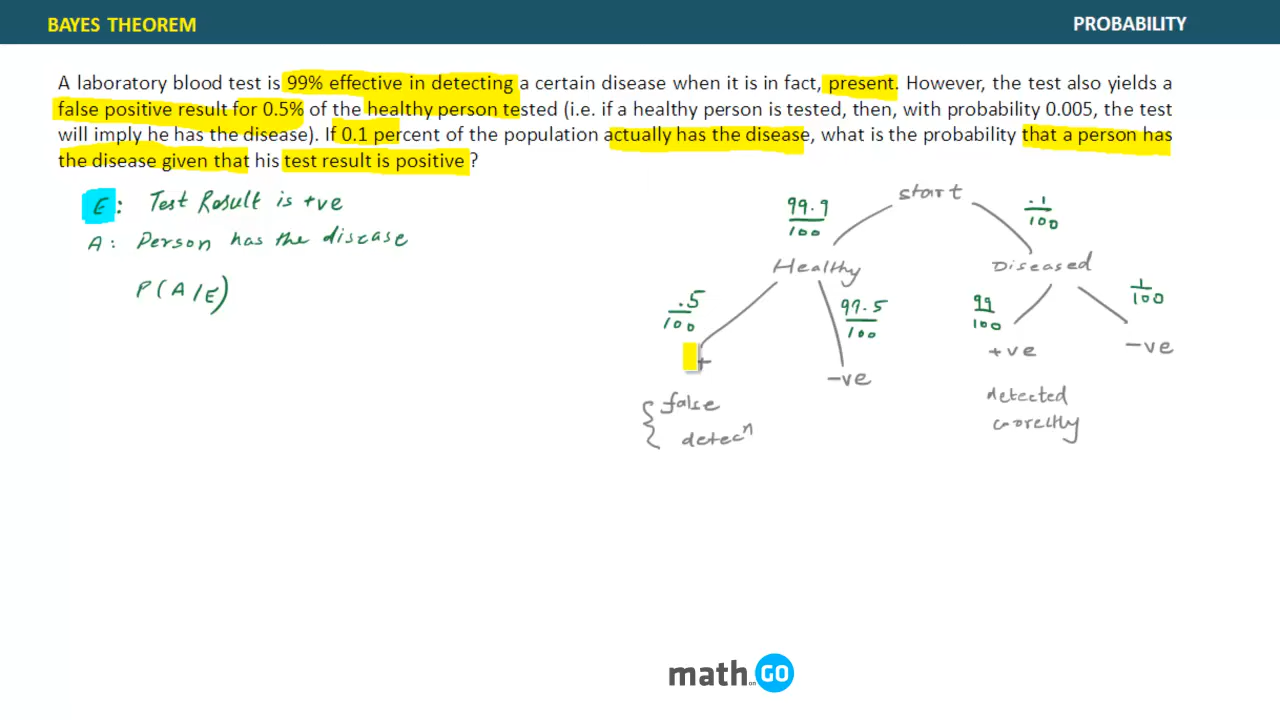 BAYES THEOREM
PROBABILITY
A laboratory blood test is 99% effective in detecting a certain disease when it is in fact, present. However, the test also yields a
false positive result for 0.5% of the healthy person tested (i.e. if a healthy person is tested, then, with probability 0.005, the test
will imply he has the disease). If 0.1 percent of the population actually has the disease, what is the probability that a person has
the disease given that his test result is positive ?
E: Test Result is +ve
A: Person has the disease
P(A/E)
start
99.9/100
.1/100
Healthy
Diseased
.5/100
99.5/100
99/100
1/100
+
-ve
+ve
-ve
{ false
detecⁿ
detected
correctly
math on GO